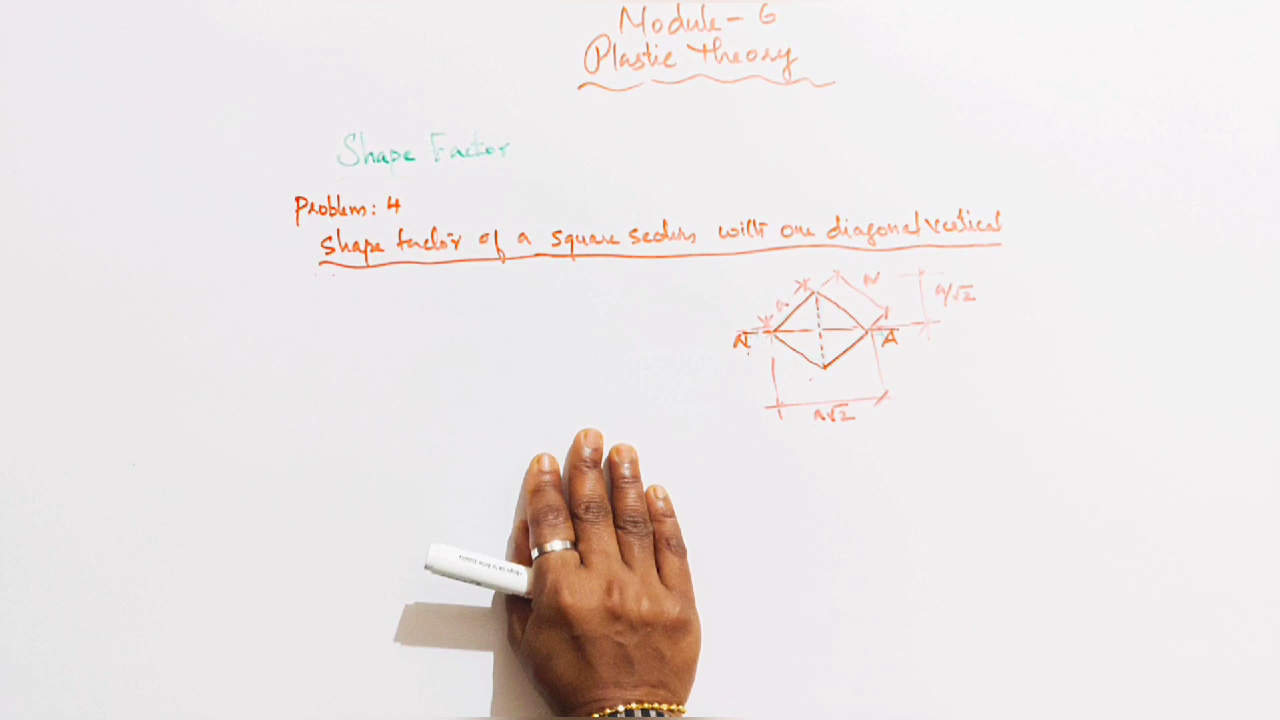 Module - 6
Plastic Theory
Shape Factor
Problem: 4
Shape factor of a square section with one diagonal vertical
a
a
a/√2
N
A
a√2